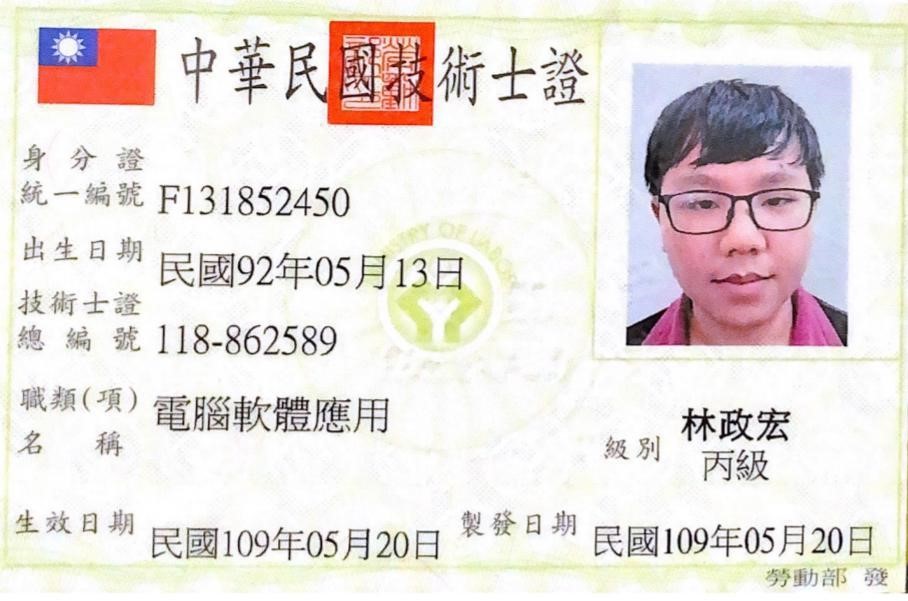 中華民國技術士證
身分證
統一編號 F131852450
出生日期 民國92年05月13日
技術士證
總編號 118-862589
職類(項)
名稱 電腦軟體應用
林政宏
級別 丙級
生效日期 民國109年05月20日 製發日期 民國109年05月20日
勞動部 發